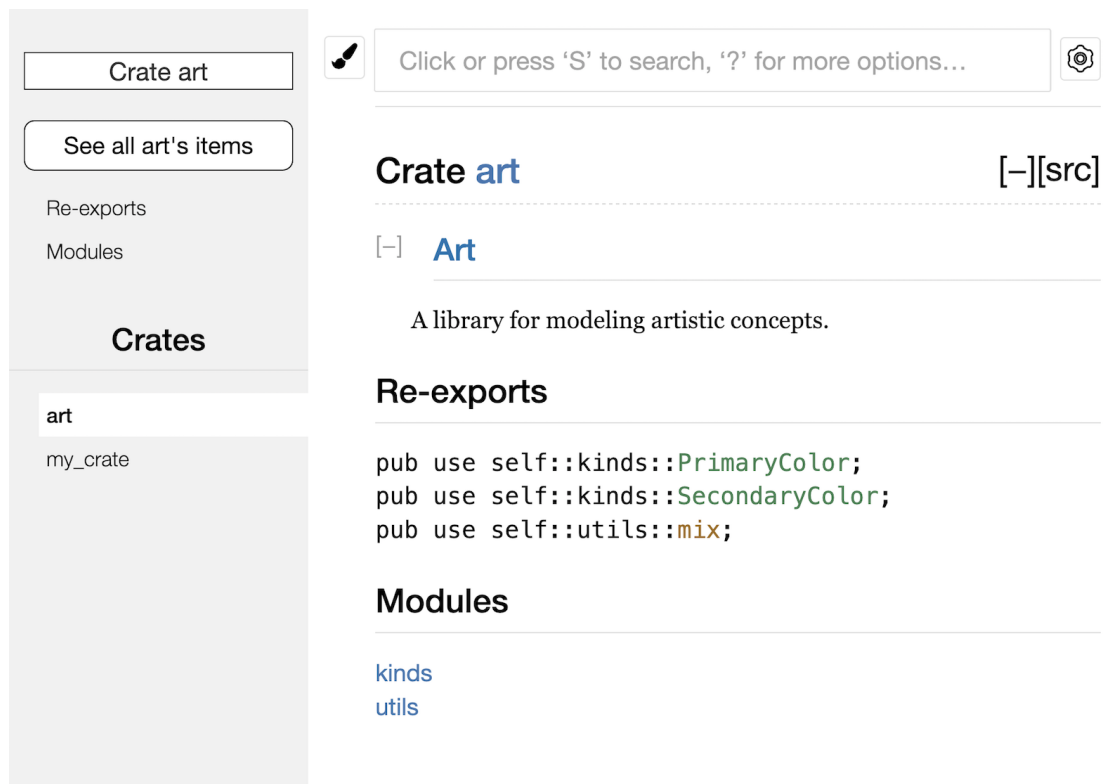 Crate art
See all art's items
Re-exports
Modules
Crates
art
my_crate
Click or press ‘S’ to search, ‘?’ for more options…
Crate art [−][src]
[−] Art
A library for modeling artistic concepts.
Re-exports
pub use self::kinds::PrimaryColor;
pub use self::kinds::SecondaryColor;
pub use self::utils::mix;
Modules
kinds
utils